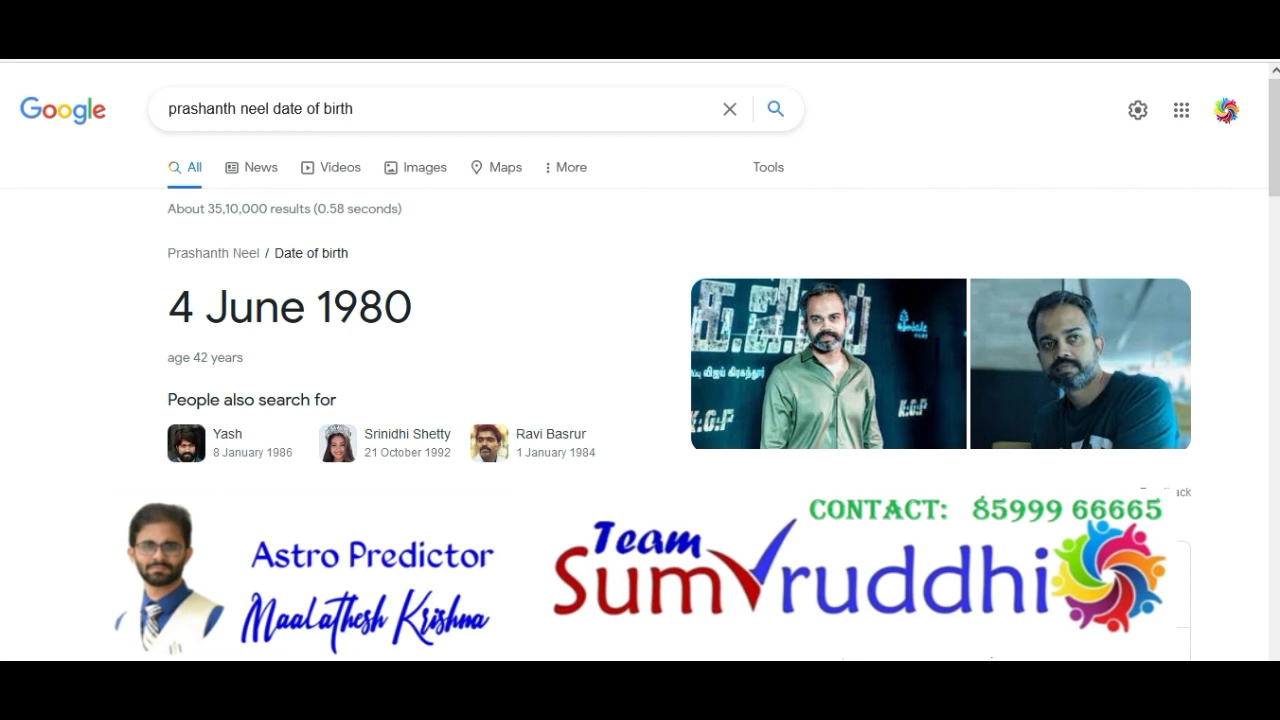 Google
prashanth neel date of birth
All News Videos Images Maps More Tools
About 35,10,000 results (0.58 seconds)
Prashanth Neel / Date of birth
4 June 1980
age 42 years
People also search for
Yash
8 January 1986
Srinidhi Shetty
21 October 1992
Ravi Basrur
1 January 1984
K.G.F
K.G.F
CONTACT: 85999 66665
Astro Predictor
Maalathesh Krishna
Team
Sumvruddhi